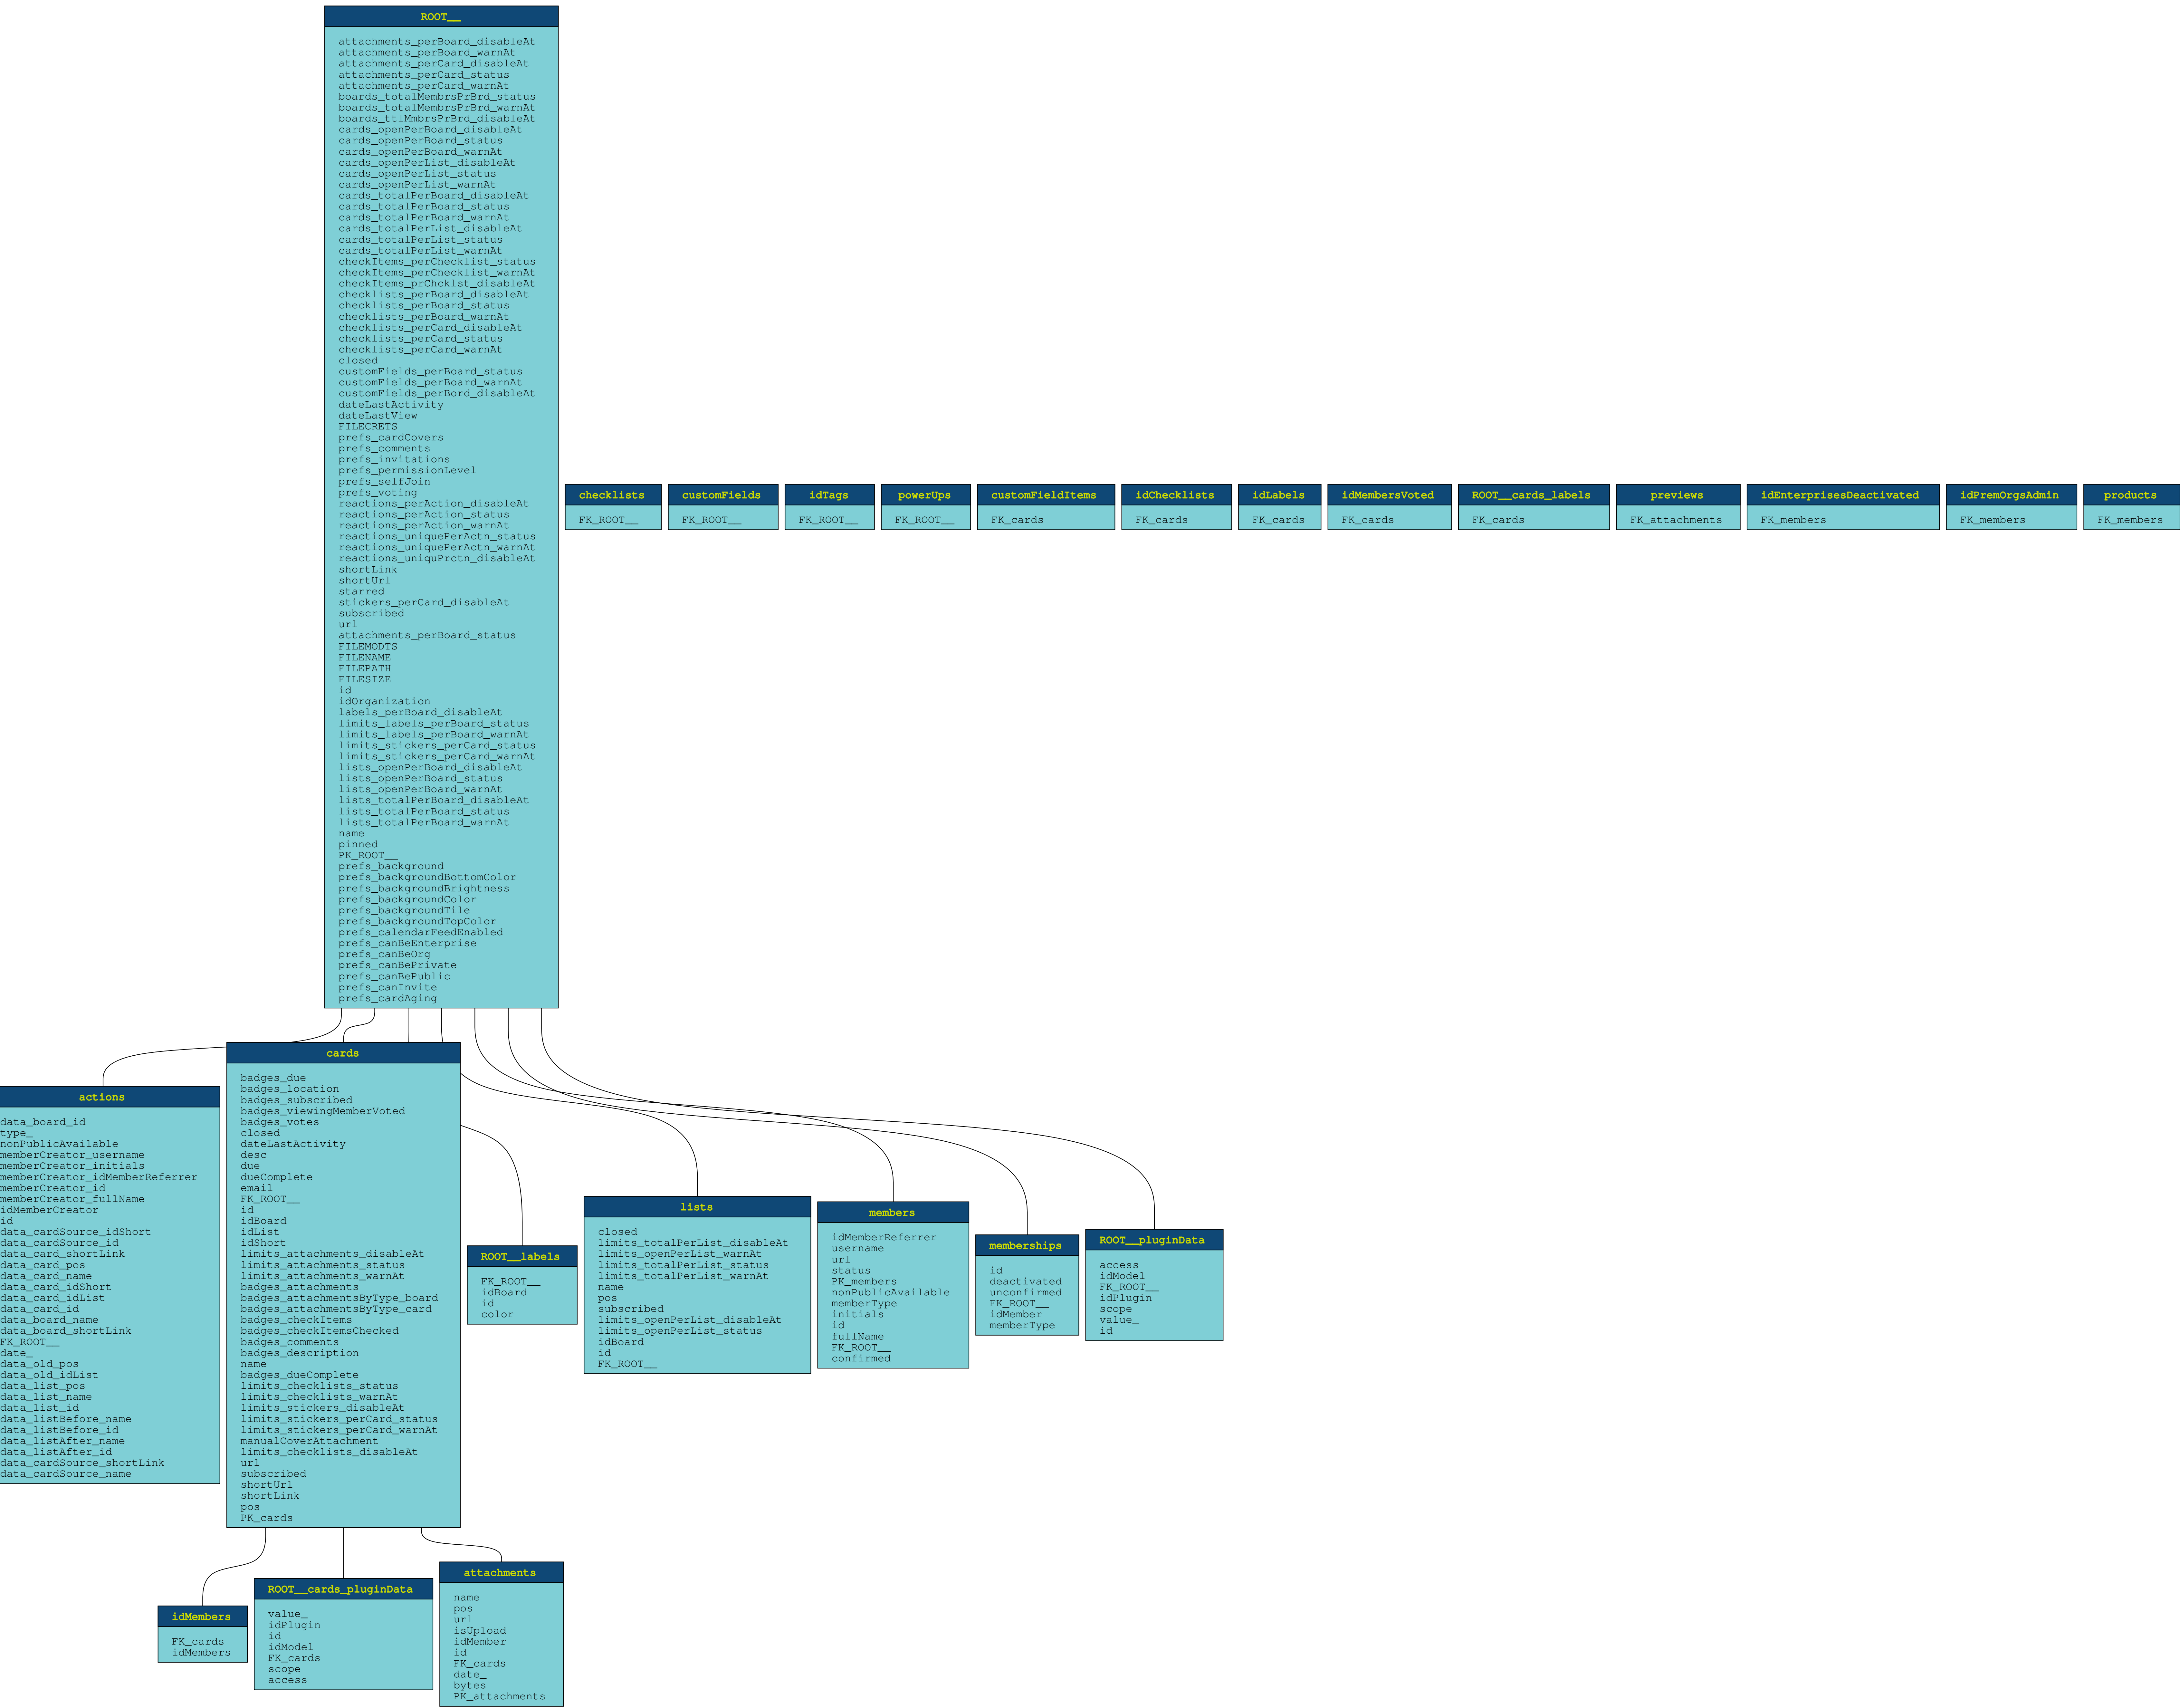 ROOT__
attachments_perBoard_disableAt
attachments_perBoard_warnAt
attachments_perCard_disableAt
attachments_perCard_status
attachments_perCard_warnAt
boards_totalMembrsPrBrd_status
boards_totalMembrsPrBrd_warnAt
boards_ttlMmbrsPrBrd_disableAt
cards_openPerBoard_disableAt
cards_openPerBoard_status
cards_openPerBoard_warnAt
cards_openPerList_disableAt
cards_openPerList_status
cards_openPerList_warnAt
cards_totalPerBoard_disableAt
cards_totalPerBoard_status
cards_totalPerBoard_warnAt
cards_totalPerList_disableAt
cards_totalPerList_status
cards_totalPerList_warnAt
checkItems_perChecklist_status
checkItems_perChecklist_warnAt
checkItems_prChcklst_disableAt
checklists_perBoard_disableAt
checklists_perBoard_status
checklists_perBoard_warnAt
checklists_perCard_disableAt
checklists_perCard_status
checklists_perCard_warnAt
closed
customFields_perBoard_status
customFields_perBoard_warnAt
customFields_perBord_disableAt
dateLastActivity
dateLastView
FILECRETS
prefs_cardCovers
prefs_comments
prefs_invitations
prefs_permissionLevel
prefs_selfJoin
prefs_voting
reactions_perAction_disableAt
reactions_perAction_status
reactions_perAction_warnAt
reactions_uniquePerActn_status
reactions_uniquePerActn_warnAt
reactions_uniquPrctn_disableAt
shortLink
shortUrl
starred
stickers_perCard_disableAt
subscribed
url
attachments_perBoard_status
FILEMODTS
FILENAME
FILEPATH
FILESIZE
id
idOrganization
labels_perBoard_disableAt
limits_labels_perBoard_status
limits_labels_perBoard_warnAt
limits_stickers_perCard_status
limits_stickers_perCard_warnAt
lists_openPerBoard_disableAt
lists_openPerBoard_status
lists_openPerBoard_warnAt
lists_totalPerBoard_disableAt
lists_totalPerBoard_status
lists_totalPerBoard_warnAt
name
pinned
PK_ROOT__
prefs_background
prefs_backgroundBottomColor
prefs_backgroundBrightness
prefs_backgroundColor
prefs_backgroundTile
prefs_backgroundTopColor
prefs_calendarFeedEnabled
prefs_canBeEnterprise
prefs_canBeOrg
prefs_canBePrivate
prefs_canBePublic
prefs_canInvite
prefs_cardAging
checklists
FK_ROOT__
customFields
FK_ROOT__
idTags
FK_ROOT__
powerUps
FK_ROOT__
customFieldItems
FK_cards
idChecklists
FK_cards
idLabels
FK_cards
idMembersVoted
FK_cards
ROOT__cards_labels
FK_cards
previews
FK_attachments
idEnterprisesDeactivated
FK_members
idPremOrgsAdmin
FK_members
products
FK_members
actions
data_board_id
type_
nonPublicAvailable
memberCreator_username
memberCreator_initials
memberCreator_idMemberReferrer
memberCreator_id
memberCreator_fullName
idMemberCreator
id
data_cardSource_idShort
data_cardSource_id
data_card_shortLink
data_card_pos
data_card_name
data_card_idShort
data_card_idList
data_card_id
data_board_name
data_board_shortLink
FK_ROOT__
date_
data_old_pos
data_old_idList
data_list_pos
data_list_name
data_list_id
data_listBefore_name
data_listBefore_id
data_listAfter_name
data_listAfter_id
data_cardSource_shortLink
data_cardSource_name
cards
badges_due
badges_location
badges_subscribed
badges_viewingMemberVoted
badges_votes
closed
dateLastActivity
desc
due
dueComplete
email
FK_ROOT__
id
idBoard
idList
idShort
limits_attachments_disableAt
limits_attachments_status
limits_attachments_warnAt
badges_attachments
badges_attachmentsByType_board
badges_attachmentsByType_card
badges_checkItems
badges_checkItemsChecked
badges_comments
badges_description
name
badges_dueComplete
limits_checklists_status
limits_checklists_warnAt
limits_stickers_disableAt
limits_stickers_perCard_status
limits_stickers_perCard_warnAt
manualCoverAttachment
limits_checklists_disableAt
url
subscribed
shortUrl
shortLink
pos
PK_cards
ROOT__labels
FK_ROOT__
idBoard
id
color
lists
closed
limits_totalPerList_disableAt
limits_openPerList_warnAt
limits_totalPerList_status
limits_totalPerList_warnAt
name
pos
subscribed
limits_openPerList_disableAt
limits_openPerList_status
idBoard
id
FK_ROOT__
members
idMemberReferrer
username
url
status
PK_members
nonPublicAvailable
memberType
initials
id
fullName
FK_ROOT__
confirmed
memberships
id
deactivated
unconfirmed
FK_ROOT__
idMember
memberType
ROOT__pluginData
access
idModel
FK_ROOT__
idPlugin
scope
value_
id
idMembers
FK_cards
idMembers
ROOT__cards_pluginData
value_
idPlugin
id
idModel
FK_cards
scope
access
attachments
name
pos
url
isUpload
idMember
id
FK_cards
date_
bytes
PK_attachments